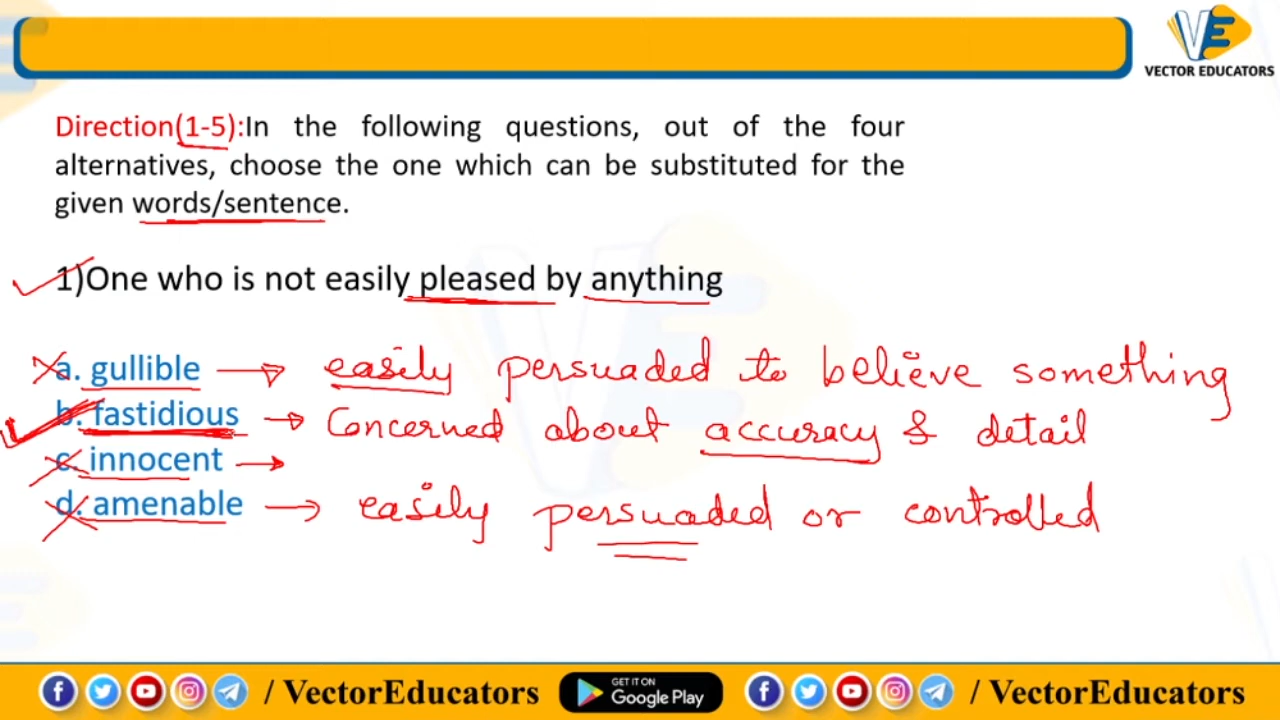 VE
VECTOR EDUCATORS
Direction(1-5):In the following questions, out of the four
alternatives, choose the one which can be substituted for the
given words/sentence.
1)One who is not easily pleased by anything
a. gullible → easily persuaded to believe something
b. fastidious → Concerned about accuracy & detail
c. innocent →
d. amenable → easily persuaded or controlled
/ VectorEducators GET IT ON Google Play / VectorEducators